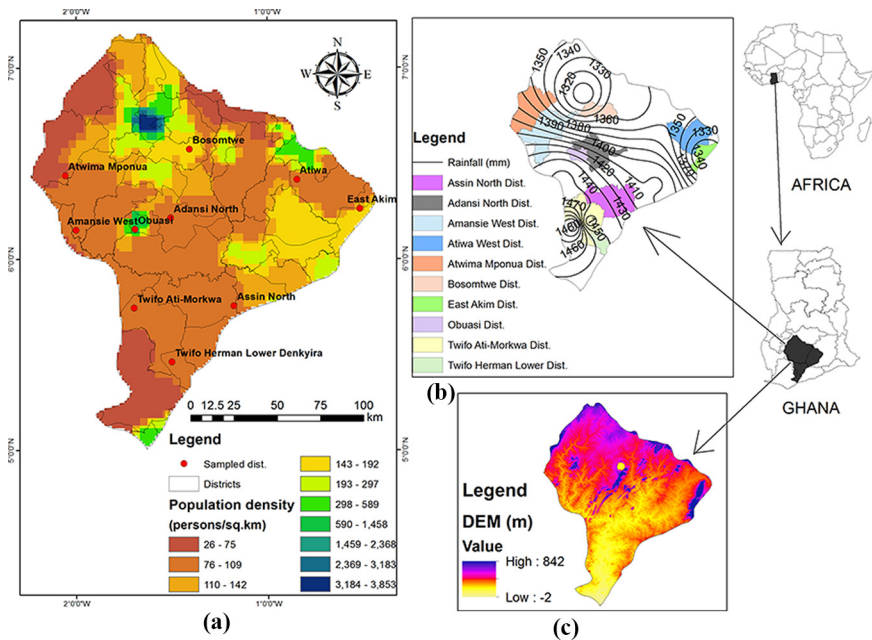 2°0'W
1°0'W
N
W
E
S
7°0'N
7°0'N
Bosomtwe
Atwima Mponua
Atiwa
East Akim
Adansi North
Amansie West
Obuasi
6°0'N
6°0'N
Twifo Ati-Morkwa
Assin North
Twifo Herman Lower Denkyira
0 12.5 25 50 75 100
km
5°0'N
5°0'N
Legend
Sampled dist.
Districts
Population density
(persons/sq.km)
26 - 75
76 - 109
110 - 142
143 - 192
193 - 297
298 - 589
590 - 1,458
1,459 - 2,368
2,369 - 3,183
3,184 - 3,853
2°0'W
1°0'W
(a)
1350
1340
1330
1320
1360
1390
1380
1400
1420
1410
1440
1430
1470
1450
1460
1350
1330
1340
Legend
Rainfall (mm)
Assin North Dist.
Adansi North Dist.
Amansie West Dist.
Atiwa West Dist.
Atwima Mponua Dist.
Bosomtwe Dist.
East Akim Dist.
Obuasi Dist.
Twifo Ati-Morkwa Dist.
Twifo Herman Lower Dist.
(b)
AFRICA
GHANA
Legend
DEM (m)
Value
High : 842
Low : -2
(c)